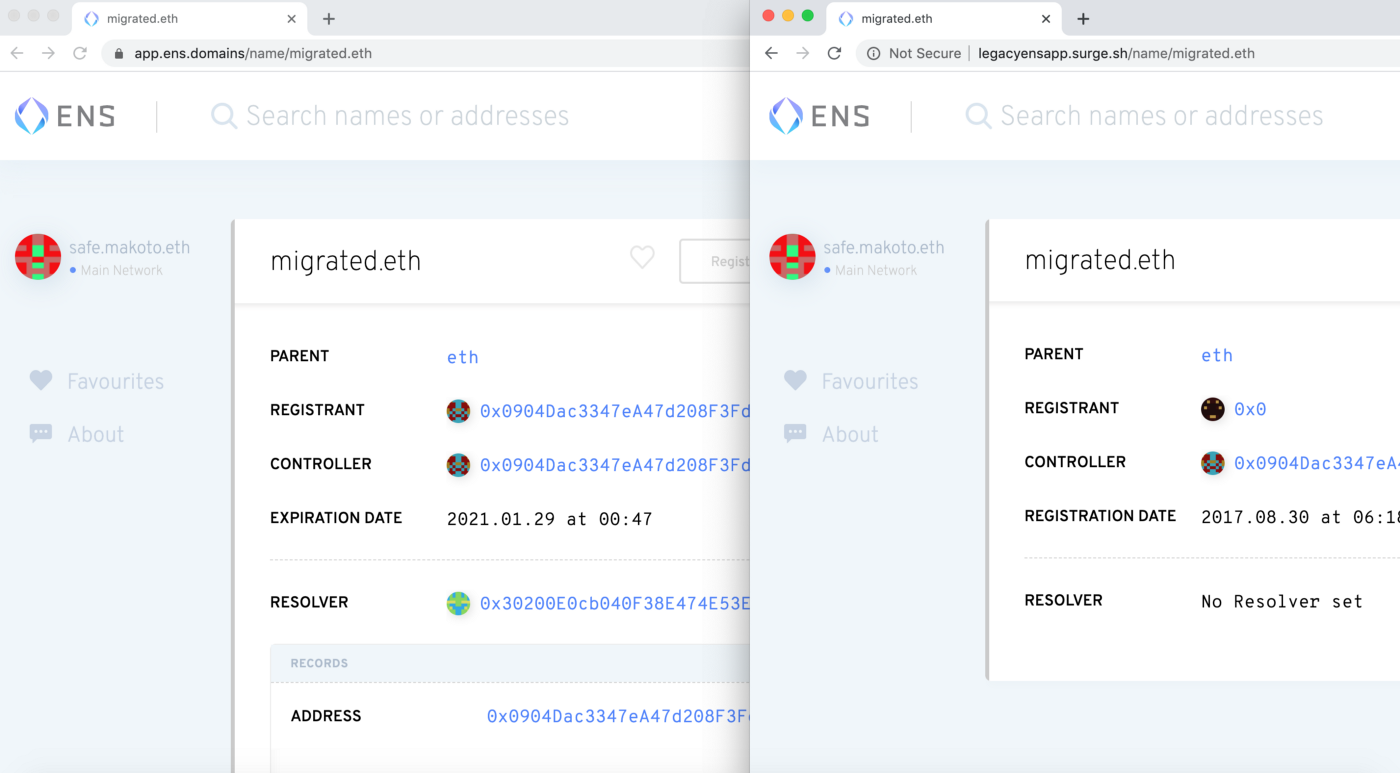 migrated.eth
app.ens.domains/name/migrated.eth
ENS
Search names or addresses
safe.makoto.eth
Main Network
Favourites
About
migrated.eth
Regist
PARENT
eth
REGISTRANT
0x0904Dac3347eA47d208F3Fd
CONTROLLER
0x0904Dac3347eA47d208F3Fd
EXPIRATION DATE
2021.01.29 at 00:47
RESOLVER
0x30200E0cb040F38E474E53E
RECORDS
ADDRESS
0x0904Dac3347eA47d208F3F
migrated.eth
Not Secure | legacyensapp.surge.sh/name/migrated.eth
ENS
Search names or addresses
safe.makoto.eth
Main Network
Favourites
About
migrated.eth
PARENT
eth
REGISTRANT
0x0
CONTROLLER
0x0904Dac3347eA4
REGISTRATION DATE
2017.08.30 at 06:18
RESOLVER
No Resolver set